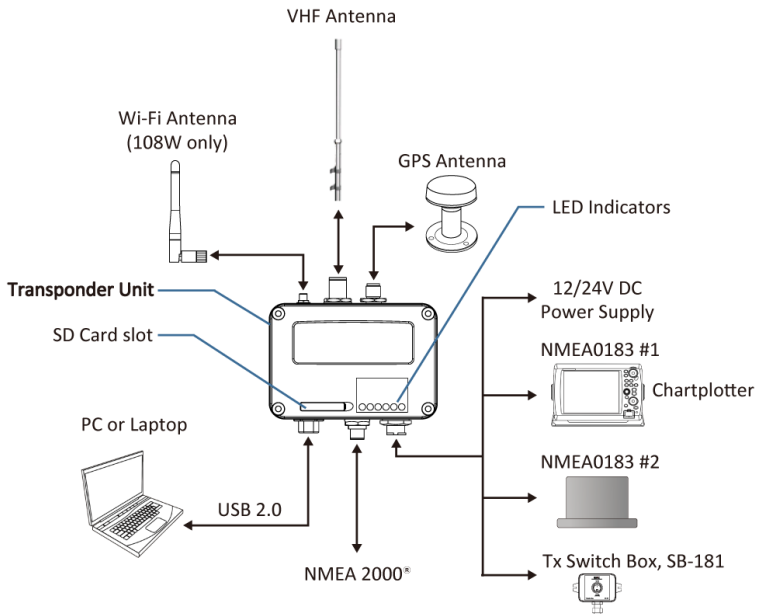 VHF Antenna
Wi-Fi Antenna
(108W only)
GPS Antenna
LED Indicators
Transponder Unit
12/24V DC
Power Supply
SD Card slot
NMEA0183 #1
Chartplotter
PC or Laptop
NMEA0183 #2
USB 2.0
Tx Switch Box, SB-181
NMEA 2000®